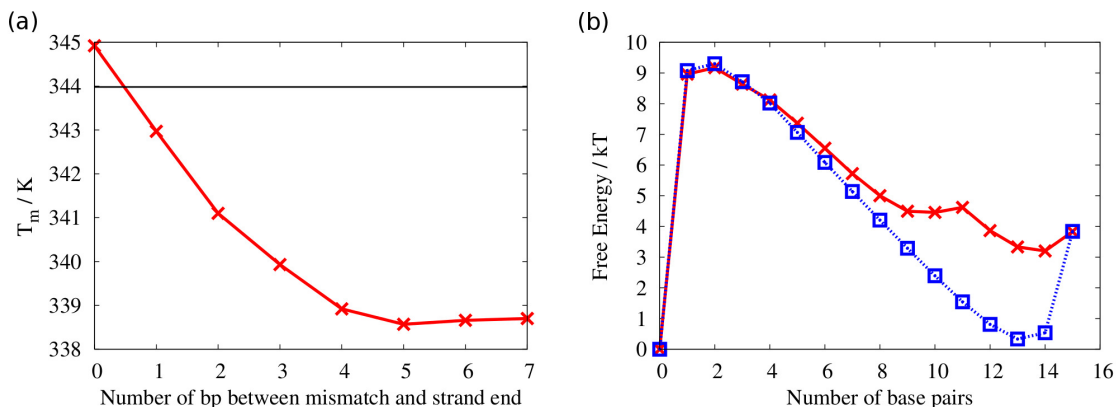 (a)
345
344
343
342
341
340
339
338
T_m / K
0 1 2 3 4 5 6 7
Number of bp between mismatch and strand end
(b)
10
9
8
7
6
5
4
3
2
1
0
Free Energy / kT
0 2 4 6 8 10 12 14 16
Number of base pairs